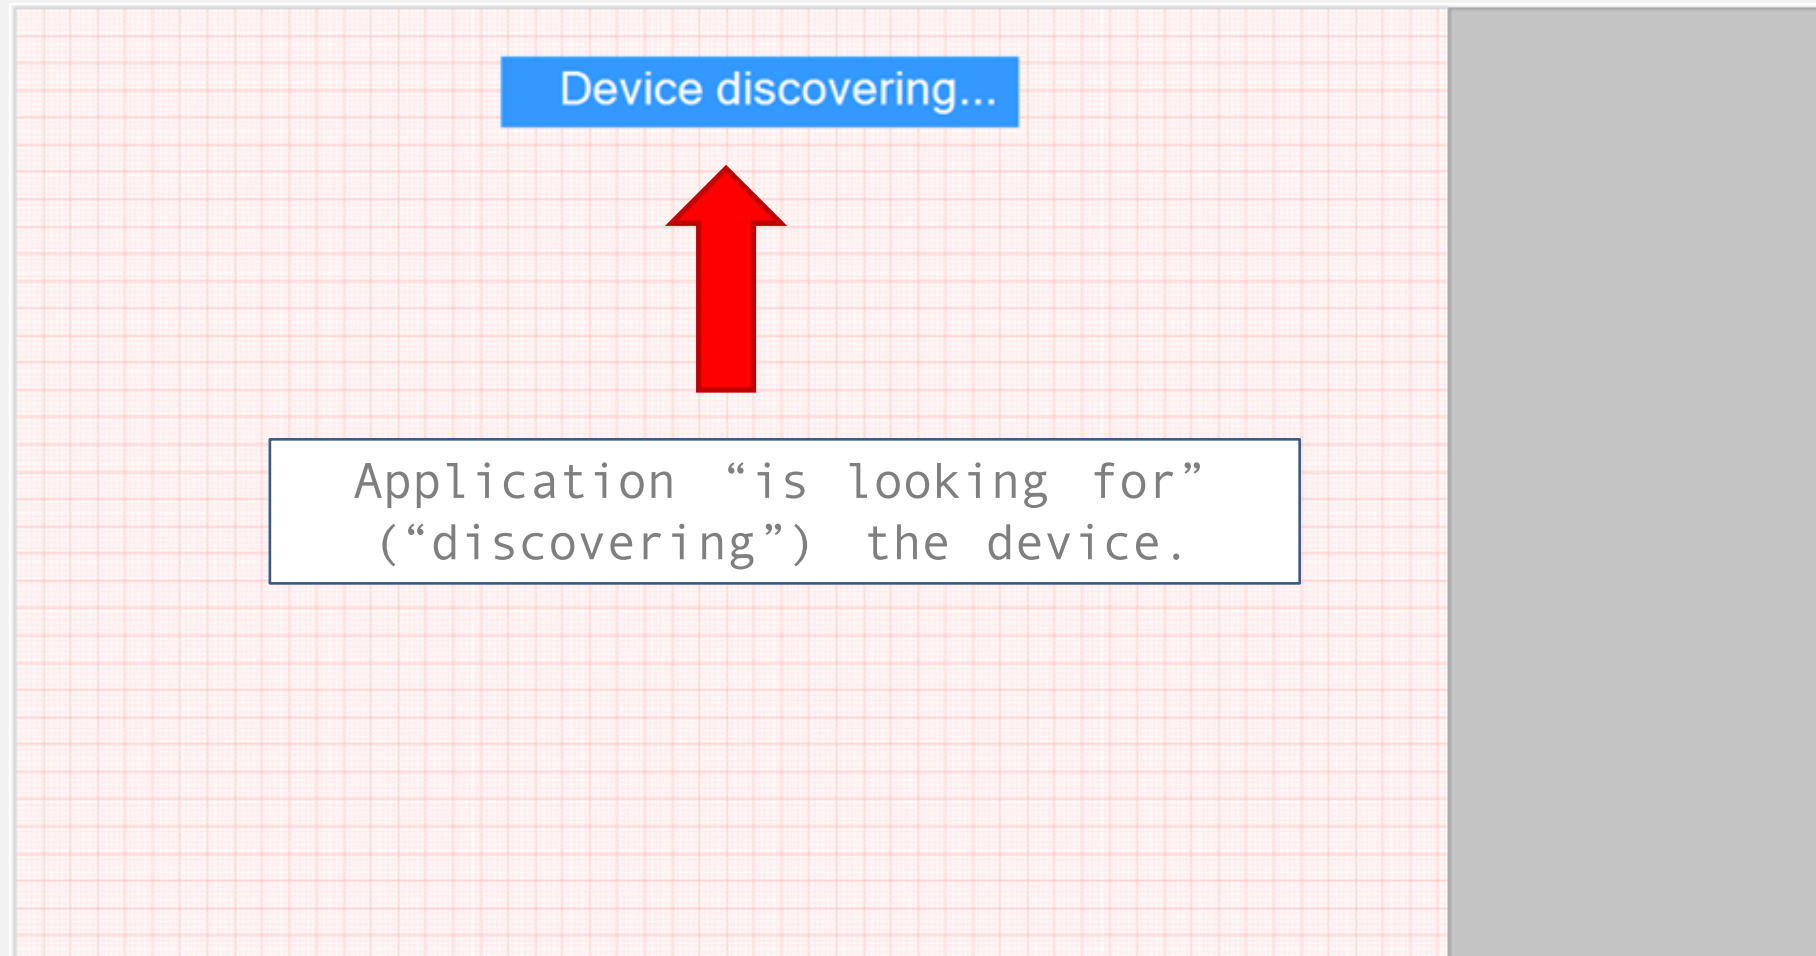 Device discovering...
Application “is looking for”
(“discovering”) the device.